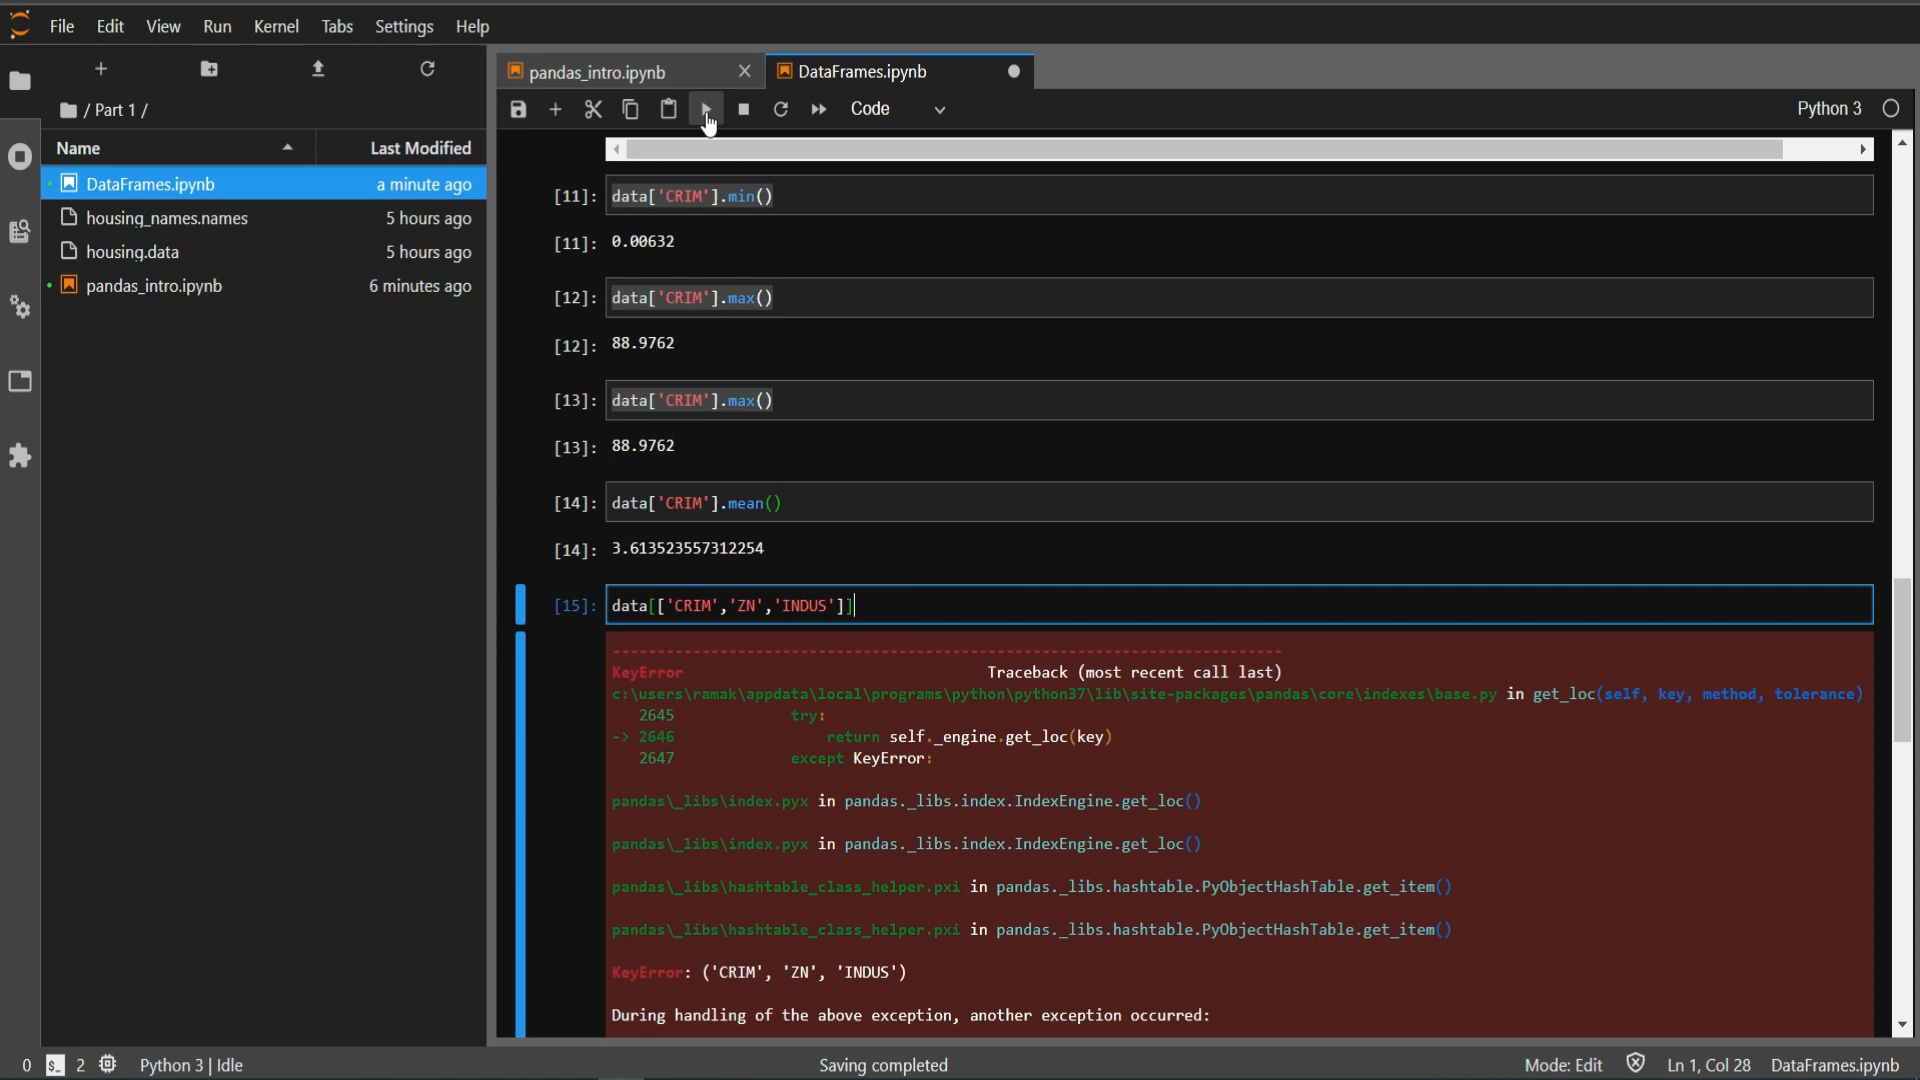 File Edit View Run Kernel Tabs Settings Help
pandas_intro.ipynb
DataFrames.ipynb
/ Part 1 /
Code
Python 3
Name Last Modified
DataFrames.ipynb a minute ago
housing_names.names 5 hours ago
housing.data 5 hours ago
pandas_intro.ipynb 6 minutes ago
[11]: data['CRIM'].min()
[11]: 0.00632
[12]: data['CRIM'].max()
[12]: 88.9762
[13]: data['CRIM'].max()
[13]: 88.9762
[14]: data['CRIM'].mean()
[14]: 3.613523557312254
[15]: data[['CRIM','ZN','INDUS']]
---------------------------------------------------------------------------
KeyError Traceback (most recent call last)
c:\users\ramak\appdata\local\programs\python\python37\lib\site-packages\pandas\core\indexes\base.py in get_loc(self, key, method, tolerance)
2645 try:
-> 2646 return self._engine.get_loc(key)
2647 except KeyError:
pandas\_libs\index.pyx in pandas._libs.index.IndexEngine.get_loc()
pandas\_libs\index.pyx in pandas._libs.index.IndexEngine.get_loc()
pandas\_libs\hashtable_class_helper.pxi in pandas._libs.hashtable.PyObjectHashTable.get_item()
pandas\_libs\hashtable_class_helper.pxi in pandas._libs.hashtable.PyObjectHashTable.get_item()
KeyError: ('CRIM', 'ZN', 'INDUS')
During handling of the above exception, another exception occurred:
0 $_ 2 Python 3 | Idle Saving completed Mode: Edit Ln 1, Col 28 DataFrames.ipynb